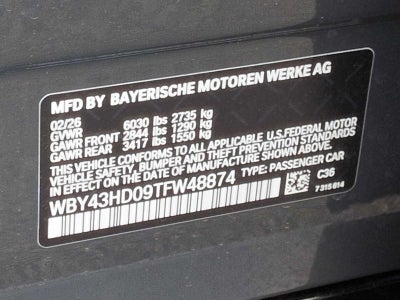 MFD BY BAYERISCHE MOTOREN WERKE AG
02/26
GVWR 6030 lbs 2735 kg
GAWR FRONT 2844 lbs 1290 kg
GAWR REAR 3417 lbs 1550 kg
THIS VEHICLE CONFORMS TO ALL APPLICABLE U.S.FEDERAL MOTOR
VEHICLE SAFETY, BUMPER AND THEFT PREVENTION STANDARDS
IN EFFECT ON THE DATE OF MANUFACTURE SHOWN ABOVE.
WBY43HD09TFW48874 TYPE: PASSENGER CAR
C36
7 315 614